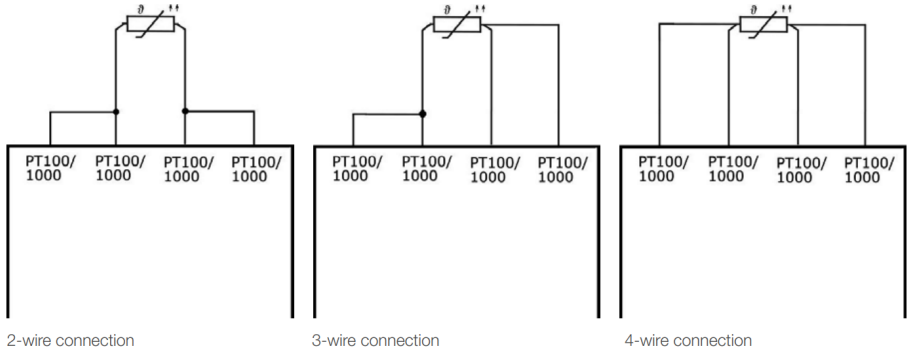 ϑ ↑↑ ϑ ↑↑ ϑ ↑↑
PT100/ PT100/ PT100/ PT100/ PT100/ PT100/ PT100/ PT100/ PT100/ PT100/ PT100/ PT100/
1000 1000 1000 1000 1000 1000 1000 1000 1000 1000 1000 1000
2-wire connection 3-wire connection 4-wire connection